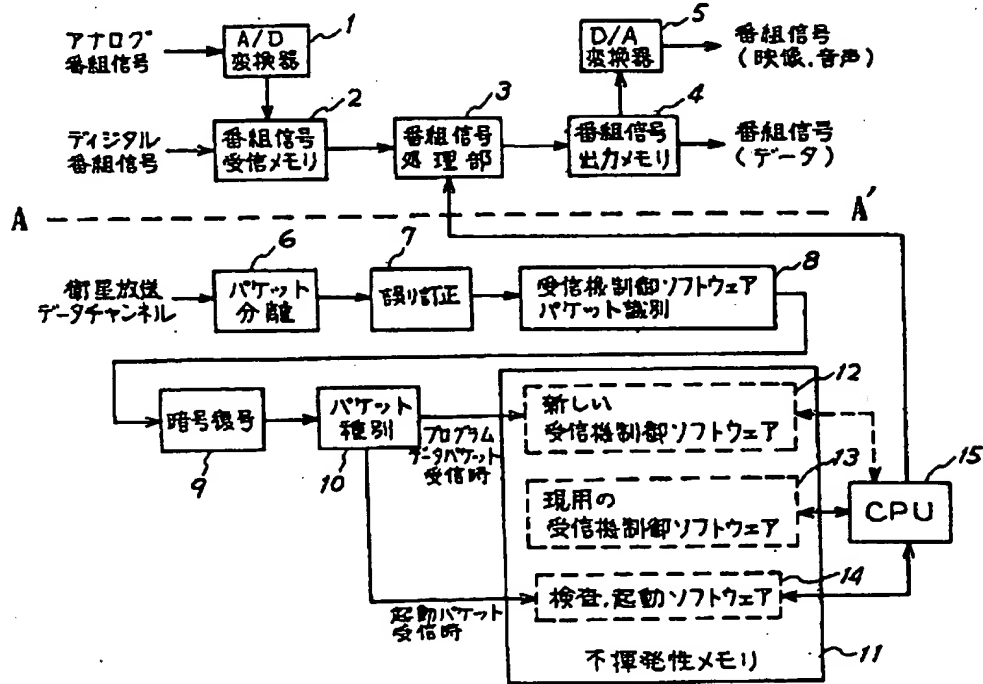 アナログ
番組信号
A/D
変換器
1
D/A
変換器
5
番組信号
(映像.音声)
ディジタル
番組信号
番組信号
受信メモリ
2
番組信号
処理部
3
番組信号
出力メモリ
4
番組信号
(データ)
A
A′
衛星放送
データチャンネル
パケット
分離
6
誤り訂正
7
受信機制御ソフトウェア
パケット識別
8
暗号復号
9
パケット
種別
10
プログラム
データパケット
受信時
新しい
受信機制御ソフトウェア
12
現用の
受信機制御ソフトウェア
13
CPU
15
起動パケット
受信時
検査.起動ソフトウェア
14
不揮発性メモリ
11